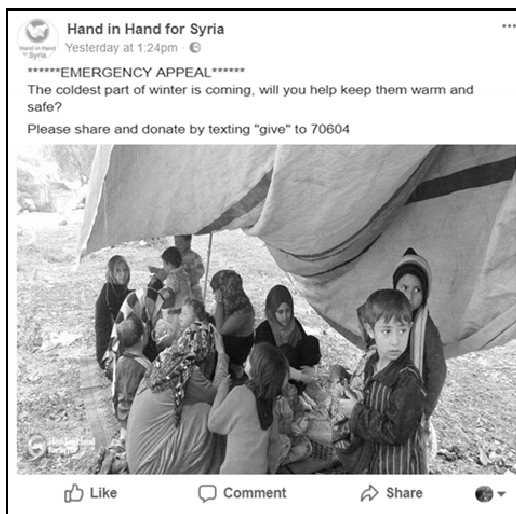 Hand in Hand for Syria
Yesterday at 1:24pm
******EMERGENCY APPEAL******
The coldest part of winter is coming, will you help keep them warm and
safe?
Please share and donate by texting "give" to 70604
Like Comment Share